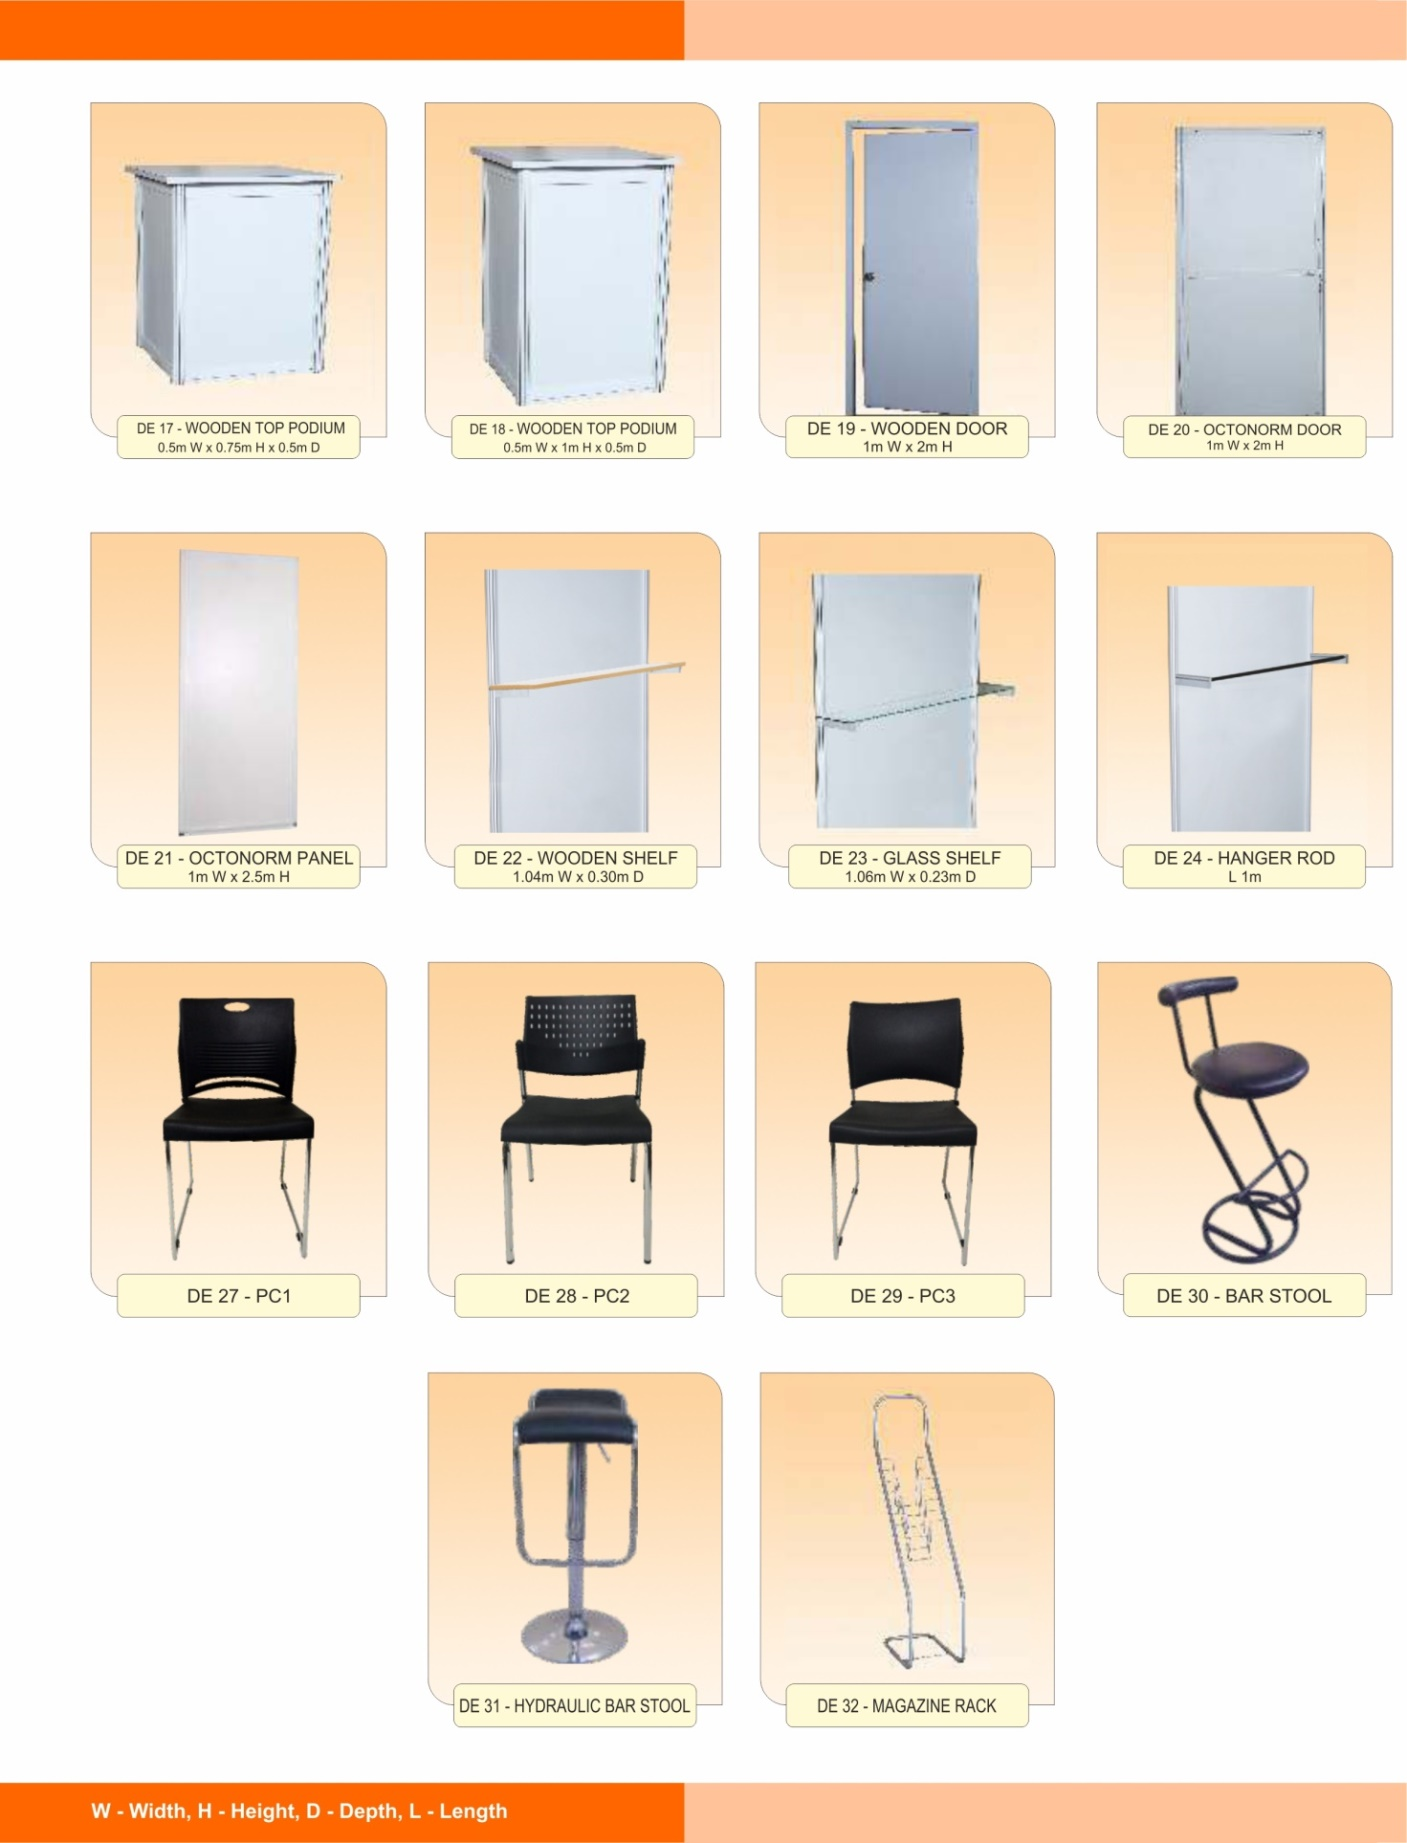 DE 17 - WOODEN TOP PODIUM
0.5m W x 0.75m H x 0.5m D
DE 18 - WOODEN TOP PODIUM
0.5m W x 1m H x 0.5m D
DE 19 - WOODEN DOOR
1m W x 2m H
DE 20 - OCTONORM DOOR
1m W x 2m H
DE 21 - OCTONORM PANEL
1m W x 2.5m H
DE 22 - WOODEN SHELF
1.04m W x 0.30m D
DE 23 - GLASS SHELF
1.06m W x 0.23m D
DE 24 - HANGER ROD
L 1m
DE 27 - PC1
DE 28 - PC2
DE 29 - PC3
DE 30 - BAR STOOL
DE 31 - HYDRAULIC BAR STOOL
DE 32 - MAGAZINE RACK
W - Width, H - Height, D - Depth, L - Length